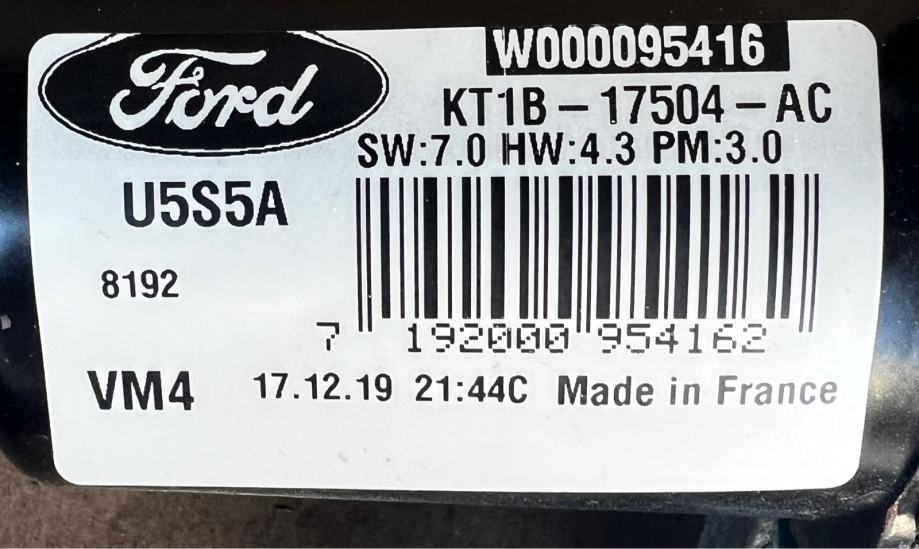 Ford
W000095416
KT1B-17504-AC
SW:7.0 HW:4.3 PM:3.0
U5S5A
8192
7 192000 954162
VM4
17.12.19 21:44C Made in France